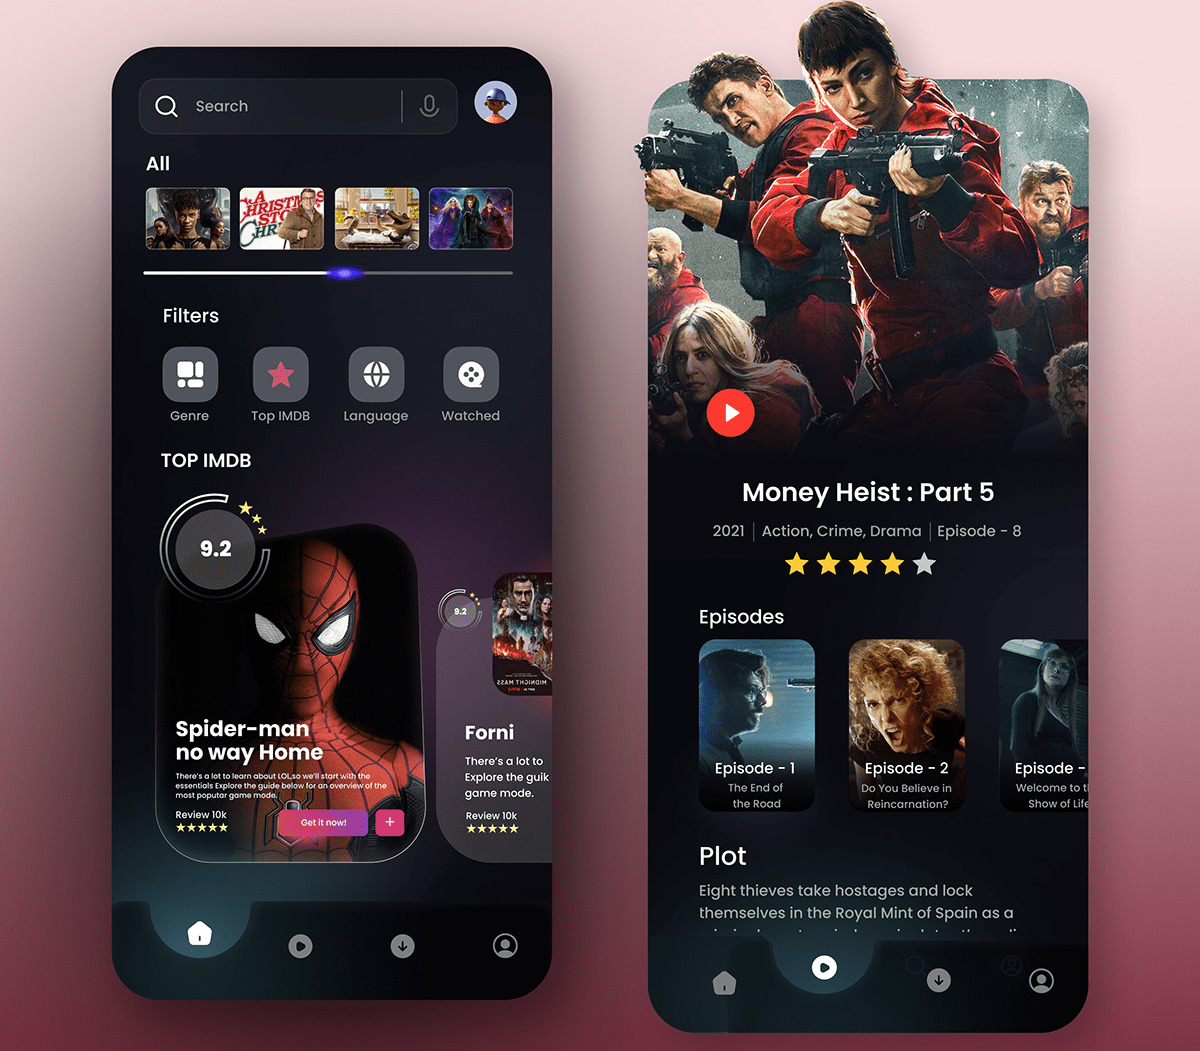 Search
All
A
CHRISTMAS
STORY
CHR
Filters
Genre
Top IMDB
Language
Watched
TOP IMDB
9.2
Spider-man
no way Home
There's a lot to learn about LOL,so we'll start with the
essentials Explore the guide below for an overview of the
most poputar game mode.
Review 10k
Get it now!
+
9.2
MIDNIGHT MASS
Forni
There's a lot to
Explore the guik
game mode.
Review 10k
Money Heist : Part 5
2021 | Action, Crime, Drama | Episode - 8
Episodes
Episode - 1
The End of
the Road
Episode - 2
Do You Believe in
Reincarnation?
Episode -
Welcome to t
Show of Life
Plot
Eight thieves take hostages and lock
themselves in the Royal Mint of Spain as a